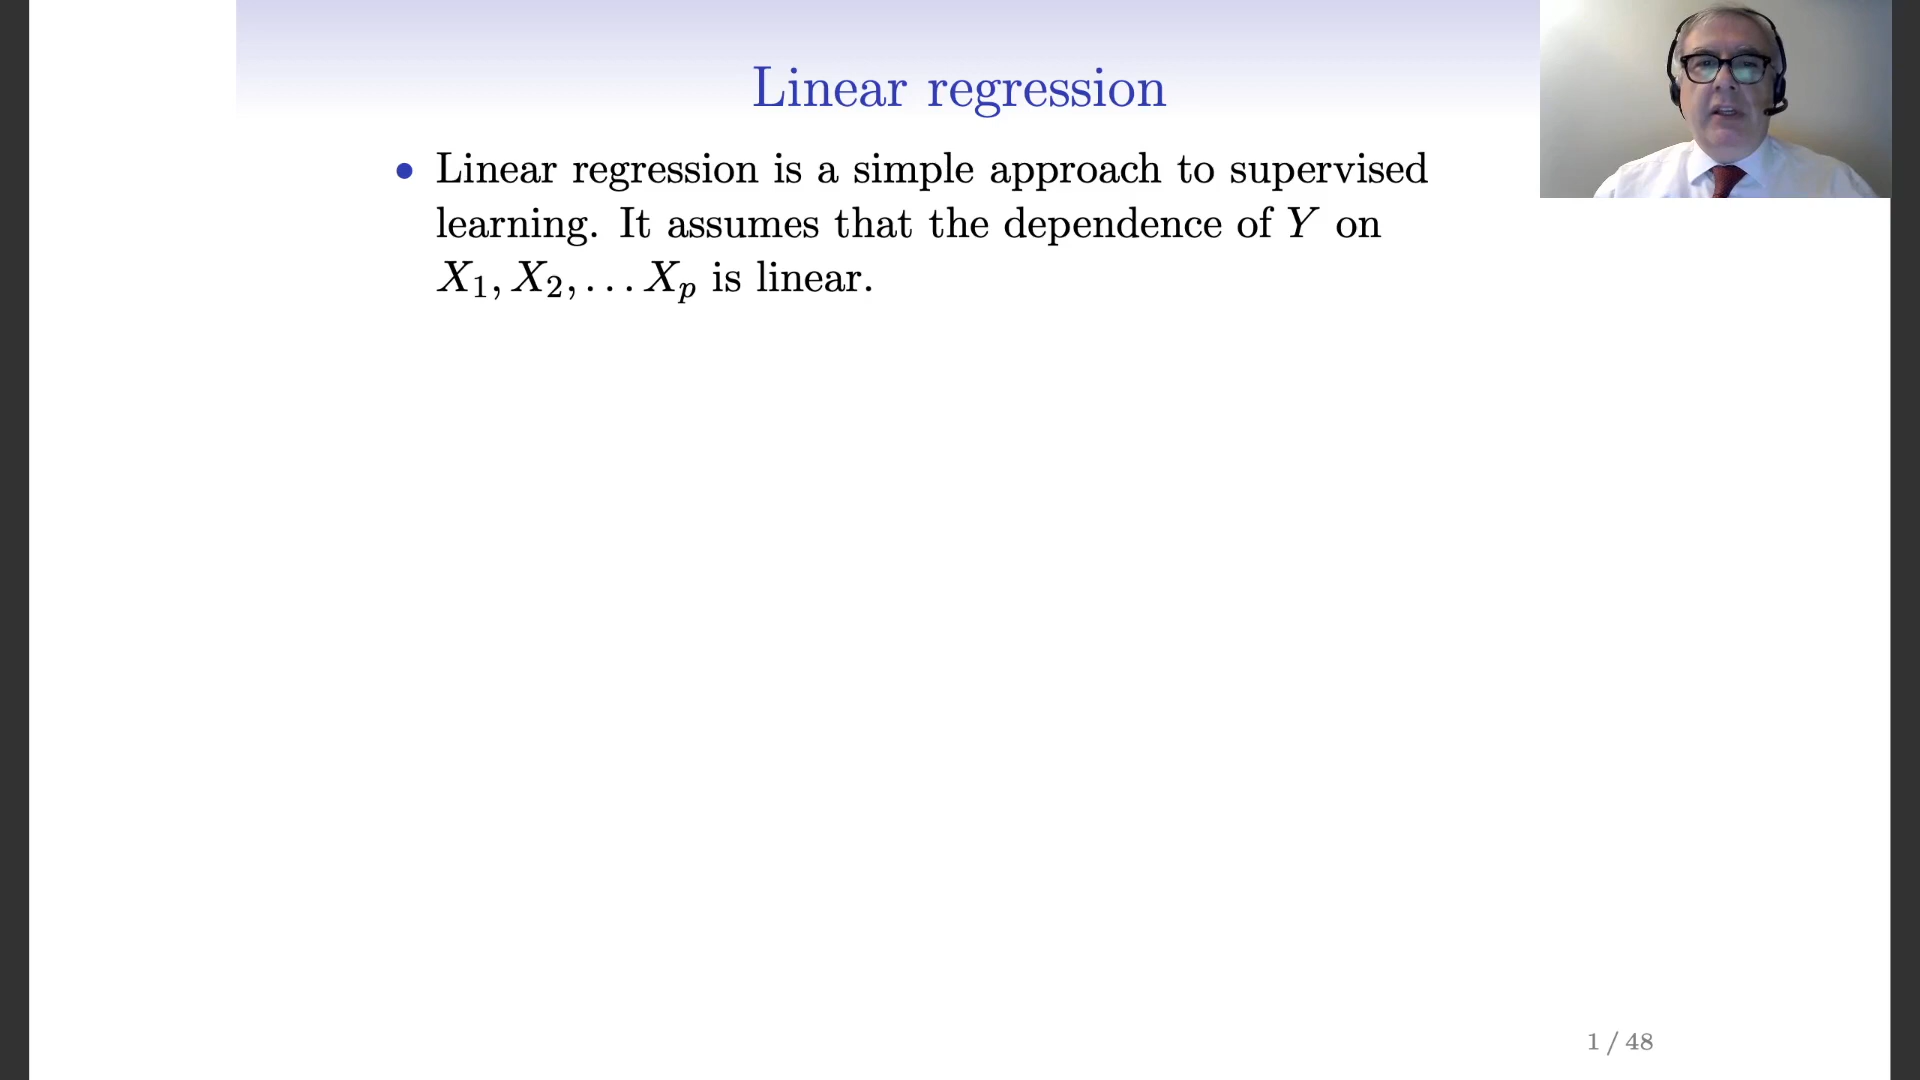 Linear regression
• Linear regression is a simple approach to supervised
learning. It assumes that the dependence of Y on
X₁, X₂, . . . Xₚ is linear.
1 / 48